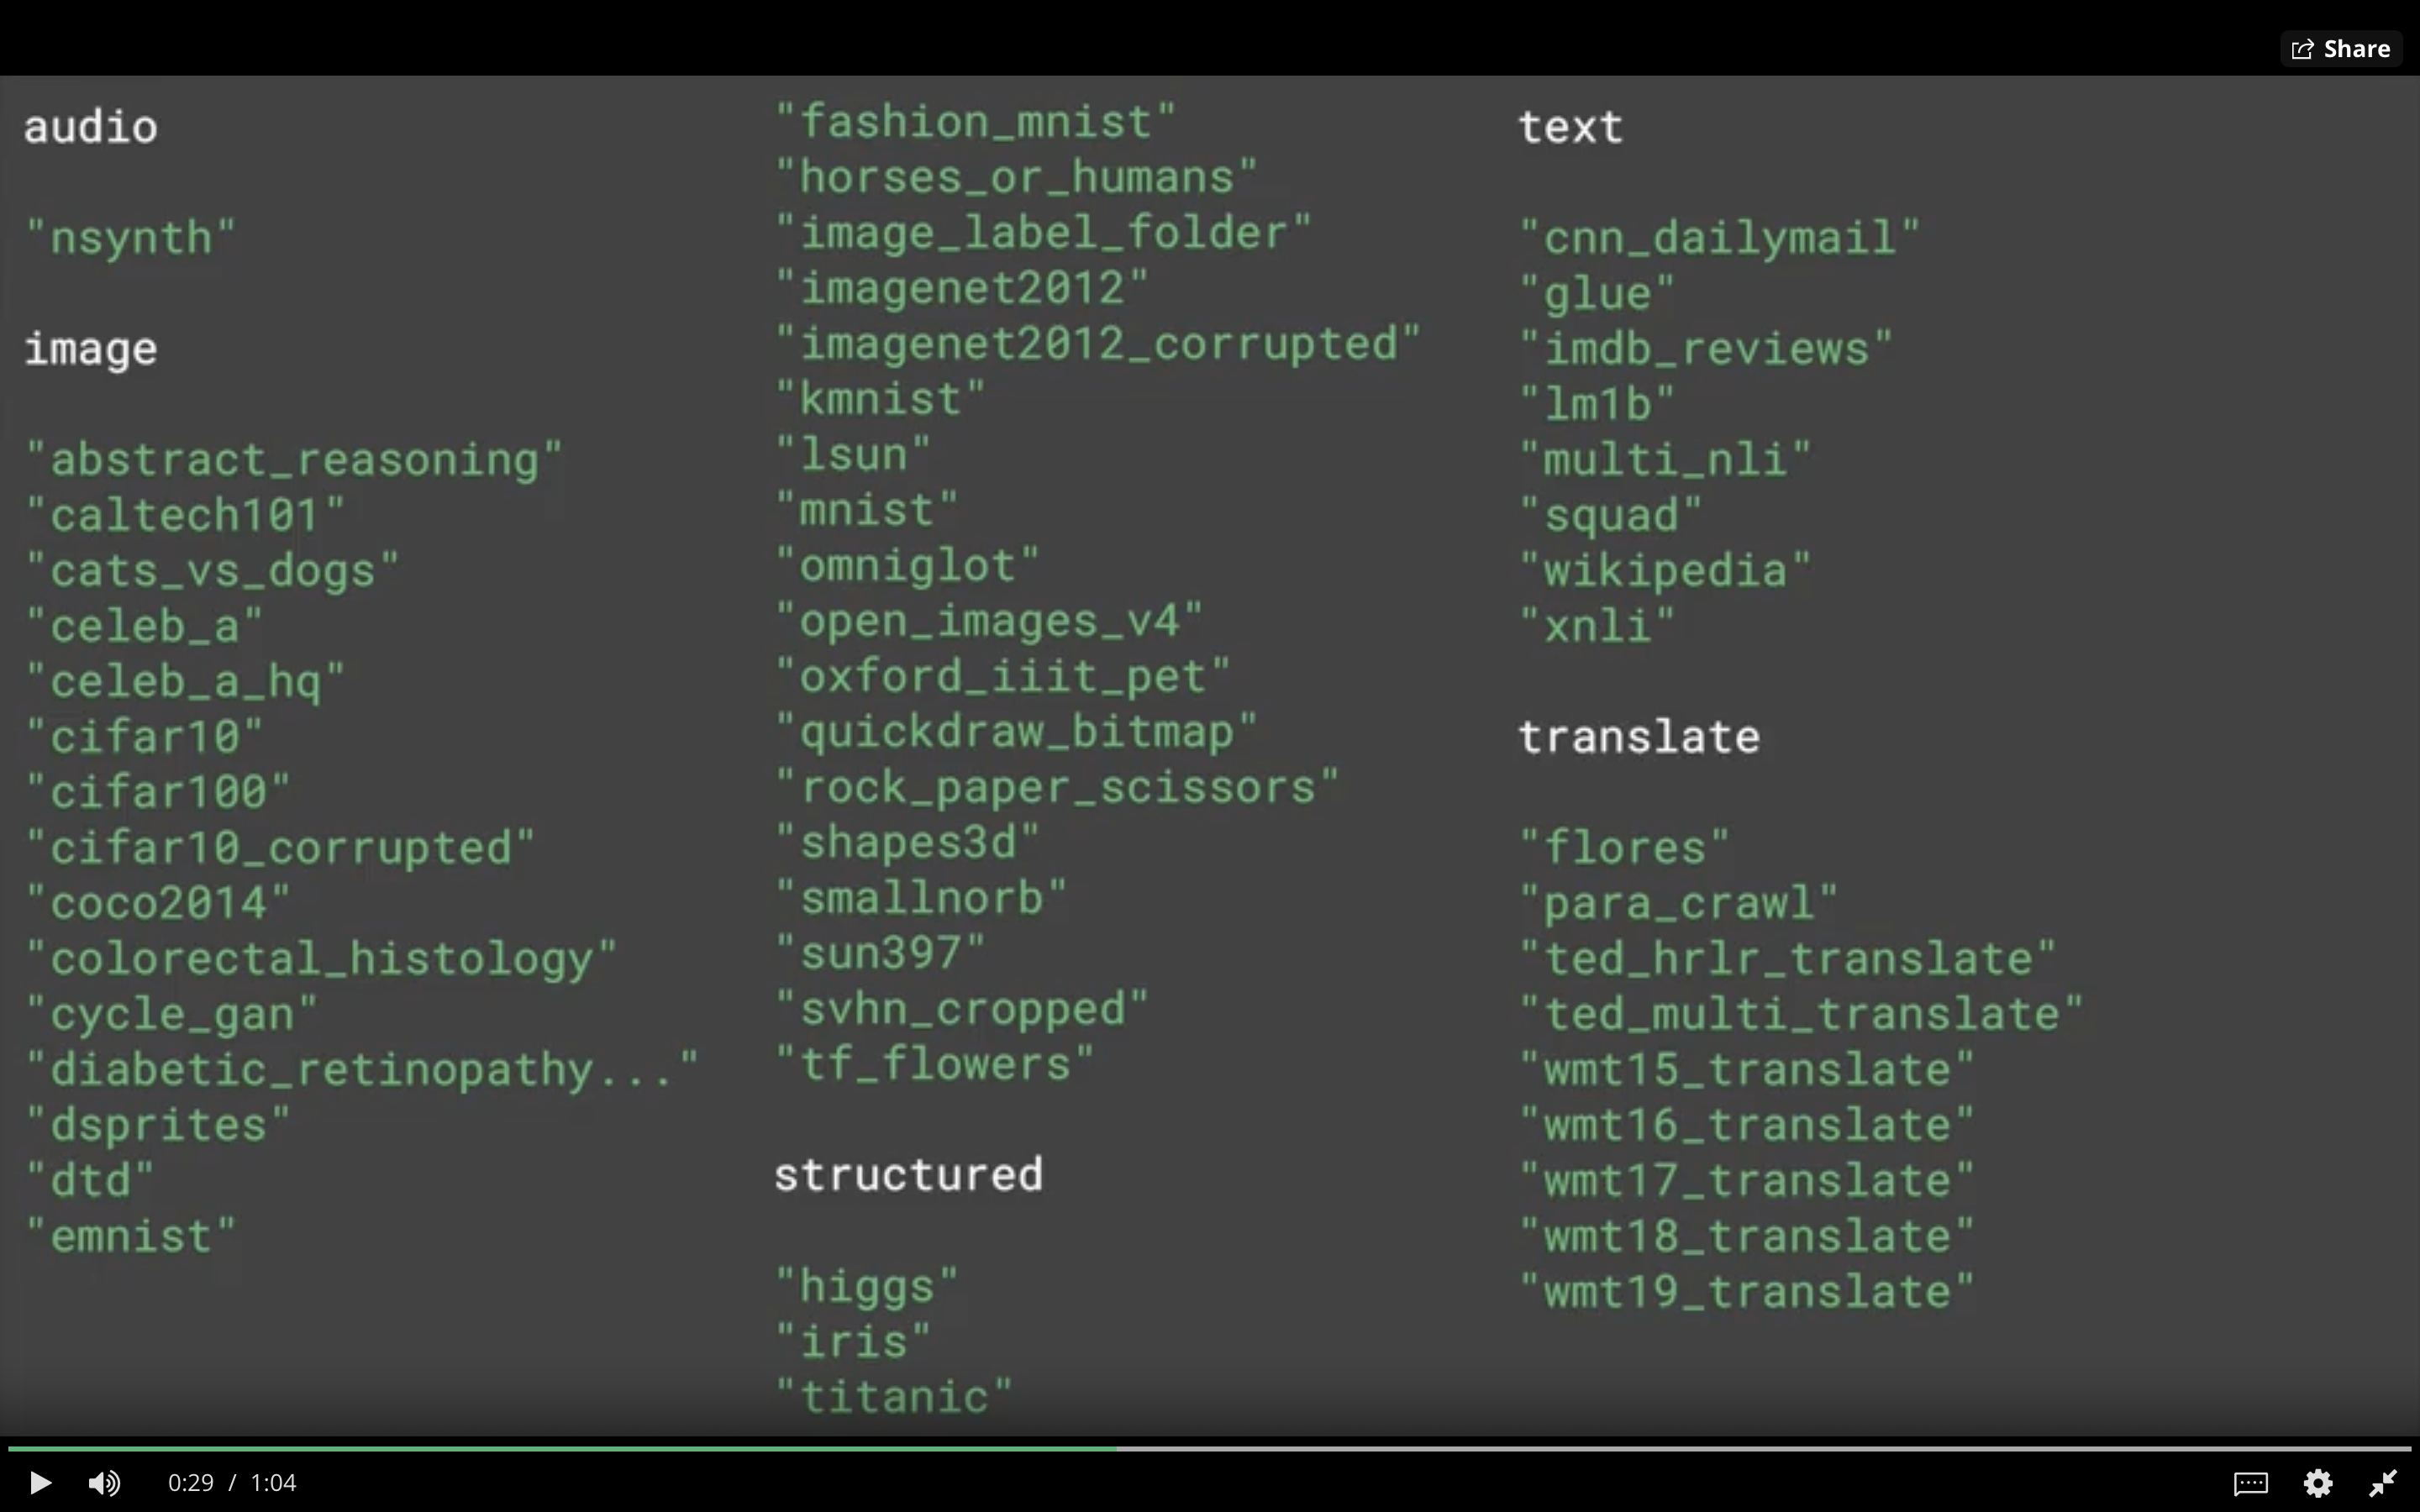 Share
audio
"nsynth"
image
"abstract_reasoning"
"caltech101"
"cats_vs_dogs"
"celeb_a"
"celeb_a_hq"
"cifar10"
"cifar100"
"cifar10_corrupted"
"coco2014"
"colorectal_histology"
"cycle_gan"
"diabetic_retinopathy..."
"dsprites"
"dtd"
"emnist"
"fashion_mnist"
"horses_or_humans"
"image_label_folder"
"imagenet2012"
"imagenet2012_corrupted"
"kmnist"
"lsun"
"mnist"
"omniglot"
"open_images_v4"
"oxford_iiit_pet"
"quickdraw_bitmap"
"rock_paper_scissors"
"shapes3d"
"smallnorb"
"sun397"
"svhn_cropped"
"tf_flowers"
structured
"higgs"
"iris"
"titanic"
text
"cnn_dailymail"
"glue"
"imdb_reviews"
"lm1b"
"multi_nli"
"squad"
"wikipedia"
"xnli"
translate
"flores"
"para_crawl"
"ted_hrlr_translate"
"ted_multi_translate"
"wmt15_translate"
"wmt16_translate"
"wmt17_translate"
"wmt18_translate"
"wmt19_translate"
0:29 / 1:04